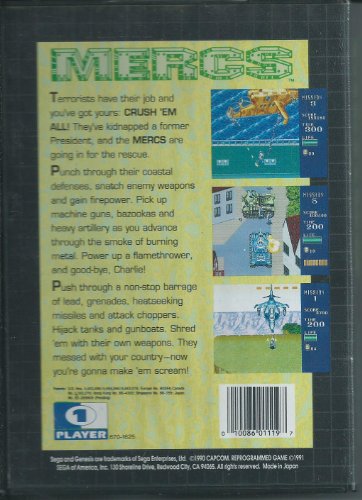 MERCS
TM
Terrorists have their job and
you've got yours: CRUSH 'EM
ALL! They've kidnapped a former
President, and the MERCS are
going in for the rescue.
Punch through their coastal
defenses, snatch enemy weapons
and gain firepower. Pick up
machine guns, bazookas and
heavy artillery as you advance
through the smoke of burning
metal. Power up a flamethrower,
and good-bye, Charlie!
Push through a non-stop barrage
of lead, grenades, heatseeking
missiles and attack choppers.
Hijack tanks and gunboats. Shred
'em with their own weapons. They
messed with your country–now
you're gonna make 'em scream!
MISSION
TIME
300
MISSION
TIME
200
MISSION
1
TIME
200
1
PLAYER
670-1625
0 10086 01119 7
Sega and Genesis are trademarks of Sega Enterprises, Ltd. ©1990 CAPCOM, REPROGRAMMED GAME ©1991
SEGA of America, Inc. 130 Shoreline Drive, Redwood City, CA 94065. All rights reserved. Made in Japan